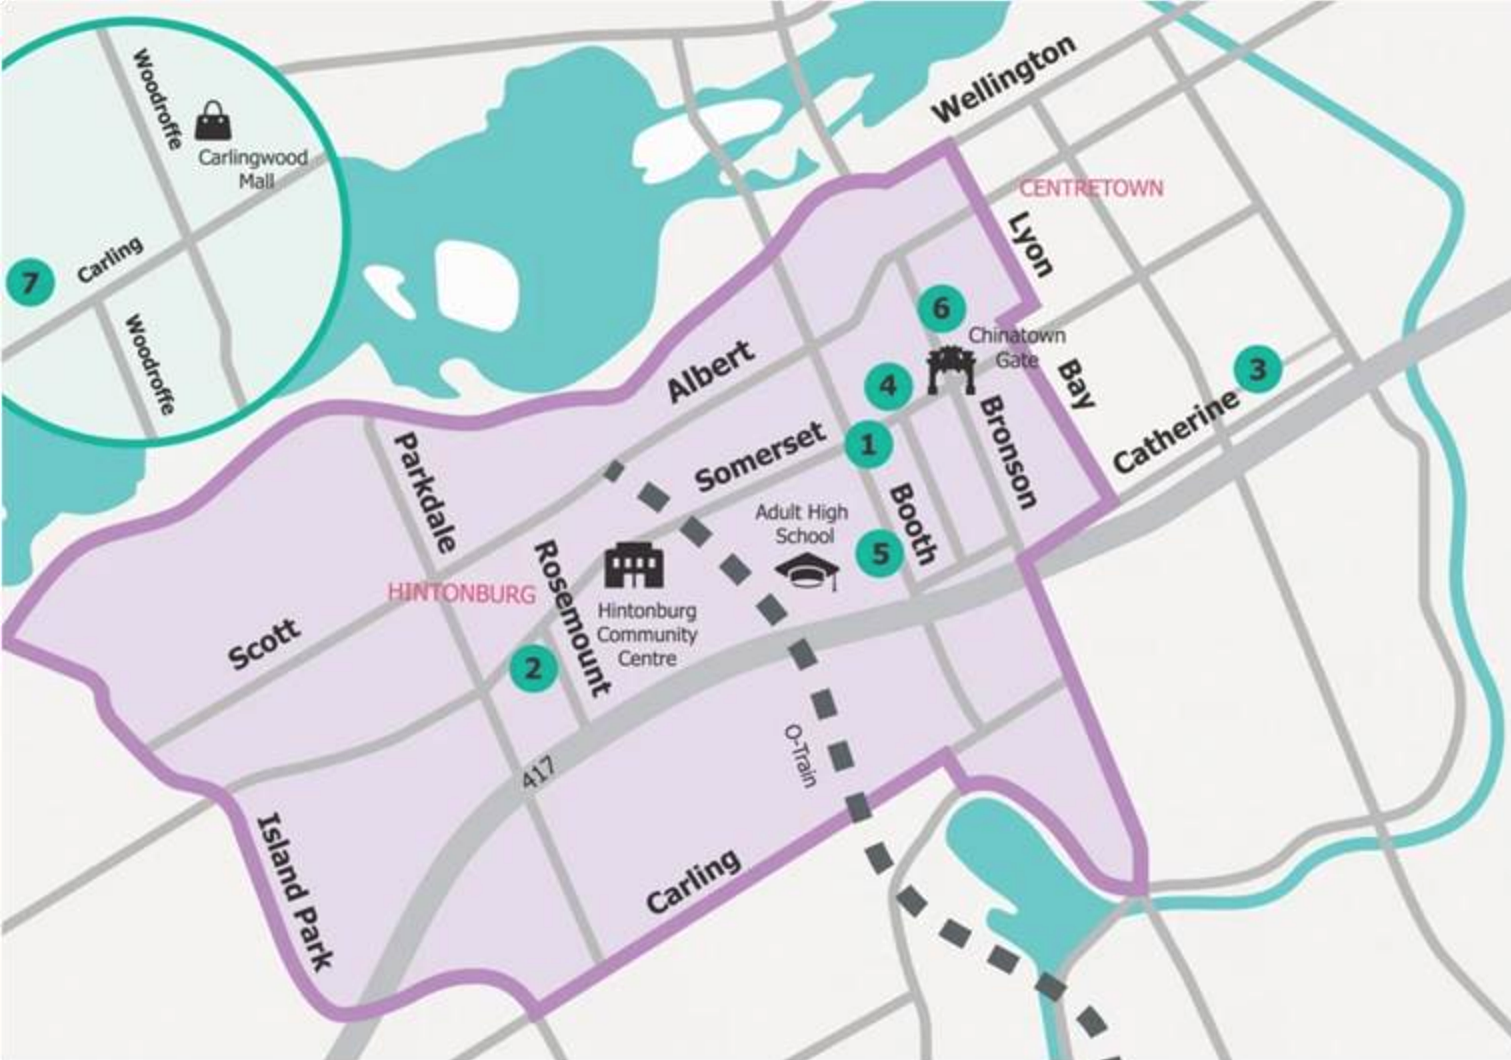 Woodroffe
Carlingwood
Mall
Carling
7
Woodroffe
Wellington
CENTRETOWN
Lyon
6
Chinatown
Gate
Albert
4
Bay
3
Catherine
Bronson
Somerset
1
Parkdale
Booth
Adult High
School
5
Rosemount
HINTONBURG
Hintonburg
Community
Centre
Scott
2
O-Train
417
Island Park
Carling